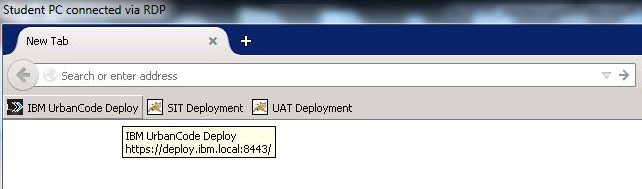 Student PC connected via RDP
New Tab
Search or enter address
IBM UrbanCode Deploy SIT Deployment UAT Deployment
IBM UrbanCode Deploy
https://deploy.ibm.local:8443/